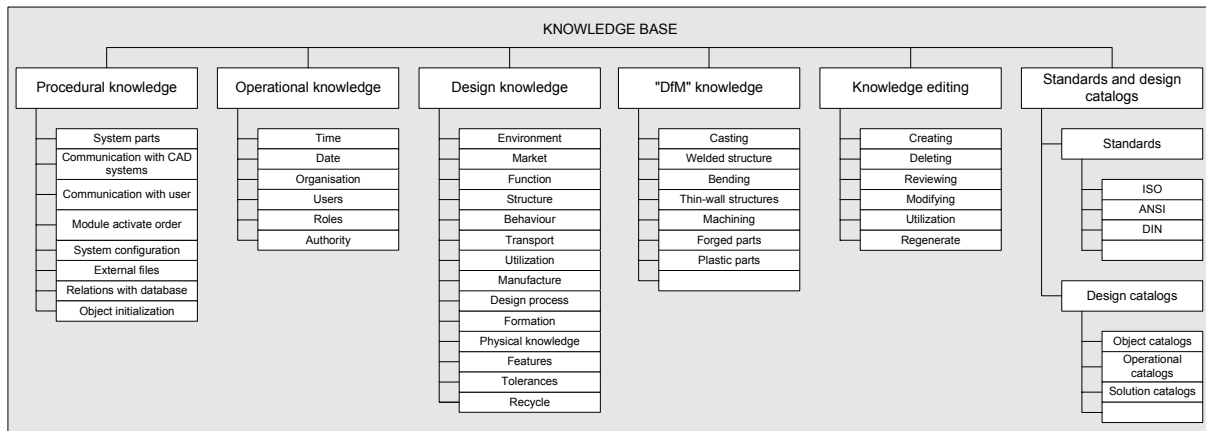 KNOWLEDGE BASE
Procedural knowledge
System parts
Communication with CAD
systems
Communication with user
Module activate order
System configuration
External files
Relations with database
Object initialization
Operational knowledge
Time
Date
Organisation
Users
Roles
Authority
Design knowledge
Environment
Market
Function
Structure
Behaviour
Transport
Utilization
Manufacture
Design process
Formation
Physical knowledge
Features
Tolerances
Recycle
"DfM" knowledge
Casting
Welded structure
Bending
Thin-wall structures
Machining
Forged parts
Plastic parts
Knowledge editing
Creating
Deleting
Reviewing
Modifying
Utilization
Regenerate
Standards and design
catalogs
Standards
ISO
ANSI
DIN
Design catalogs
Object catalogs
Operational
catalogs
Solution catalogs